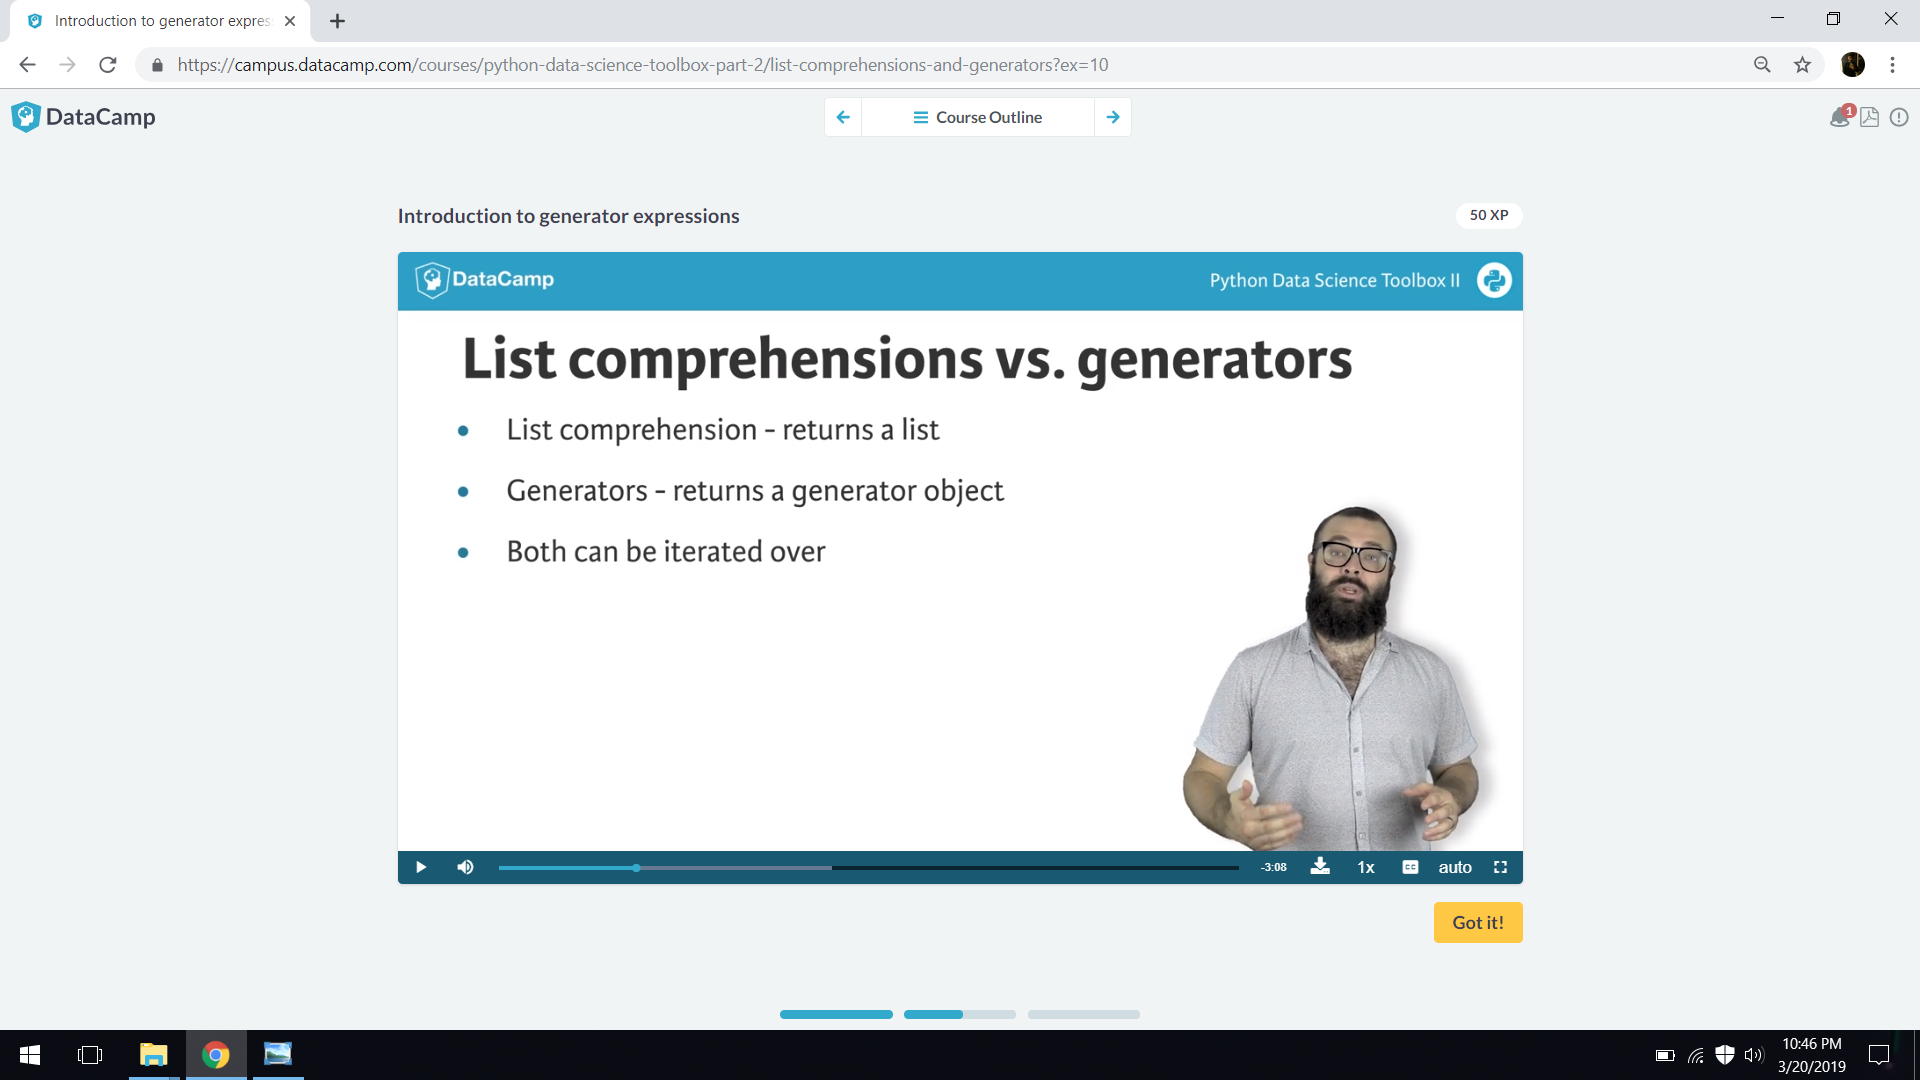 Introduction to generator expres
https://campus.datacamp.com/courses/python-data-science-toolbox-part-2/list-comprehensions-and-generators?ex=10
DataCamp
Course Outline
1
Introduction to generator expressions
50 XP
DataCamp
Python Data Science Toolbox II
List comprehensions vs. generators
• List comprehension - returns a list
• Generators - returns a generator object
• Both can be iterated over
-3:08
1x
CC
auto
Got it!
10:46 PM
3/20/2019